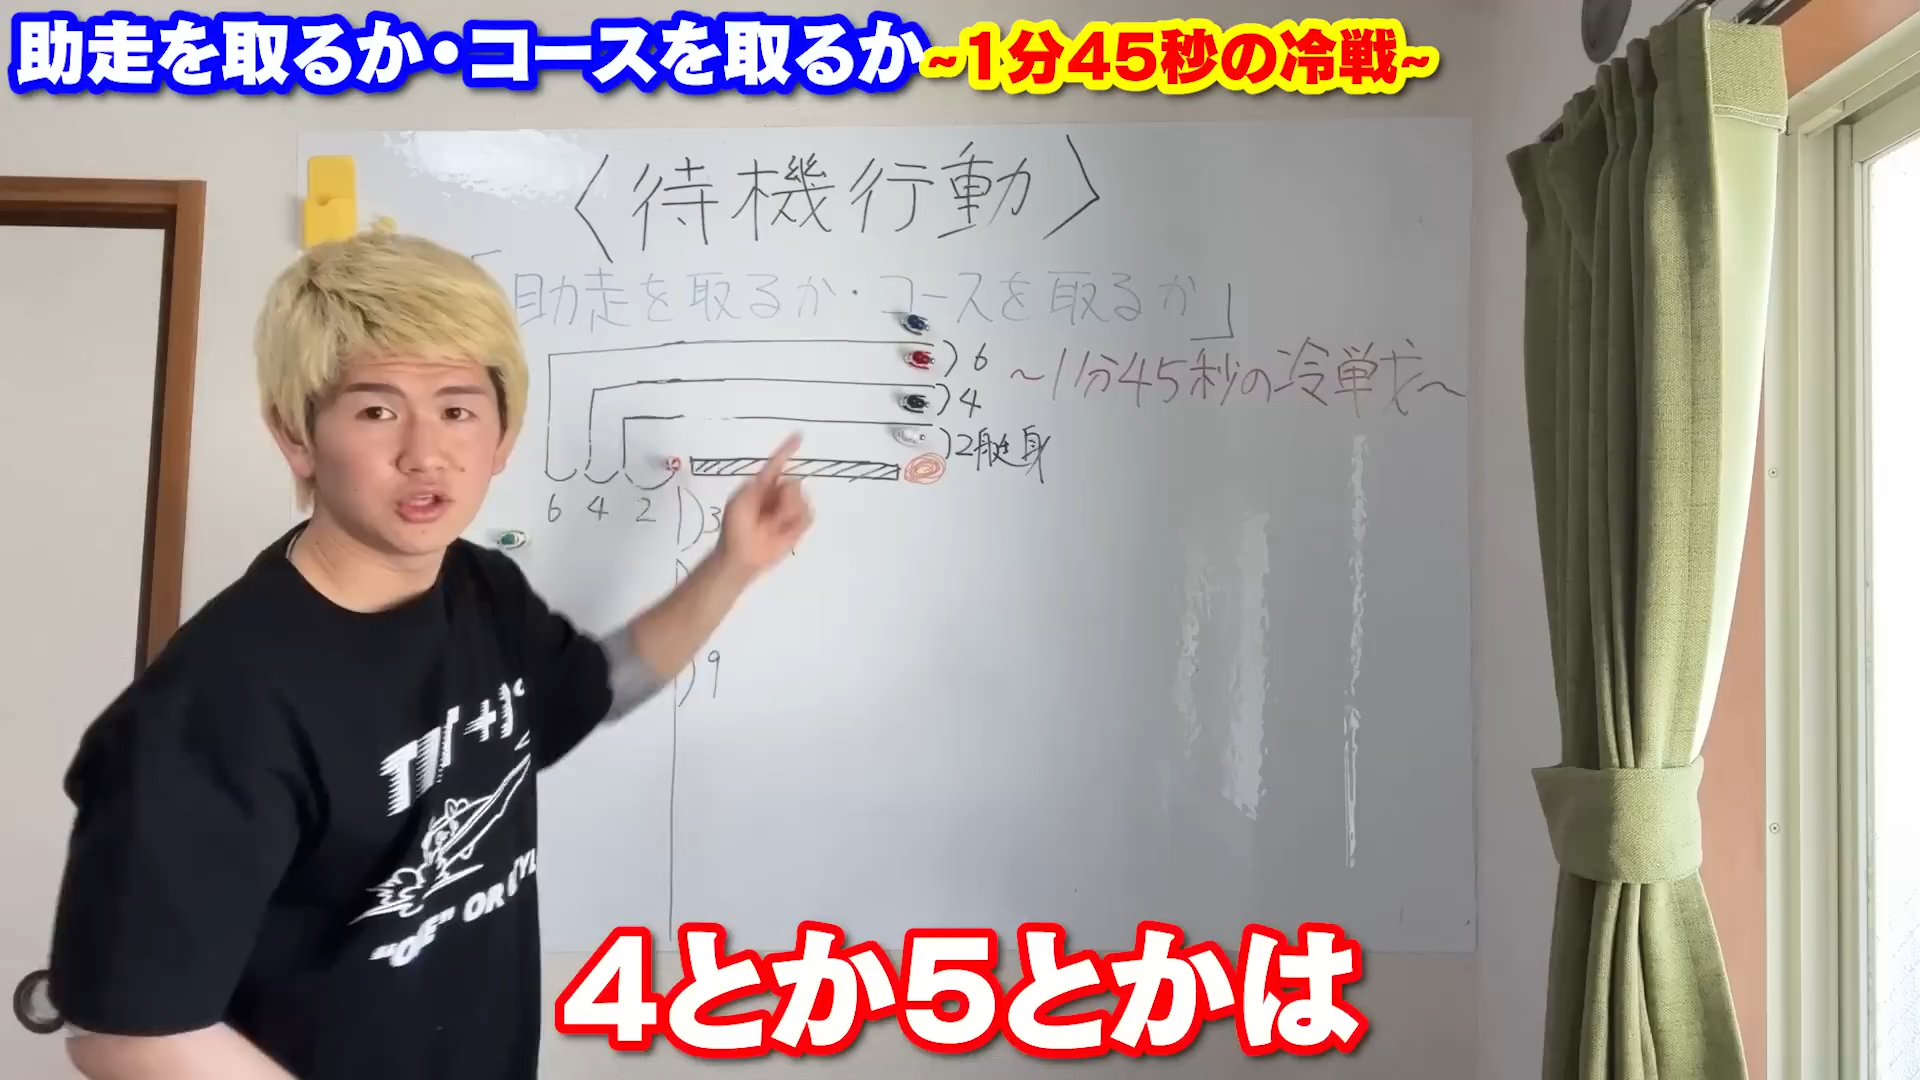 助走を取るか・コースを取るか~1分45秒の冷戦~
〈待機行動〉
「助走を取るか・コースを取るか」
~1分45秒の冷戦~
)6
)4
)2艇身
6 4 2 )3
)9
4とか5とかは